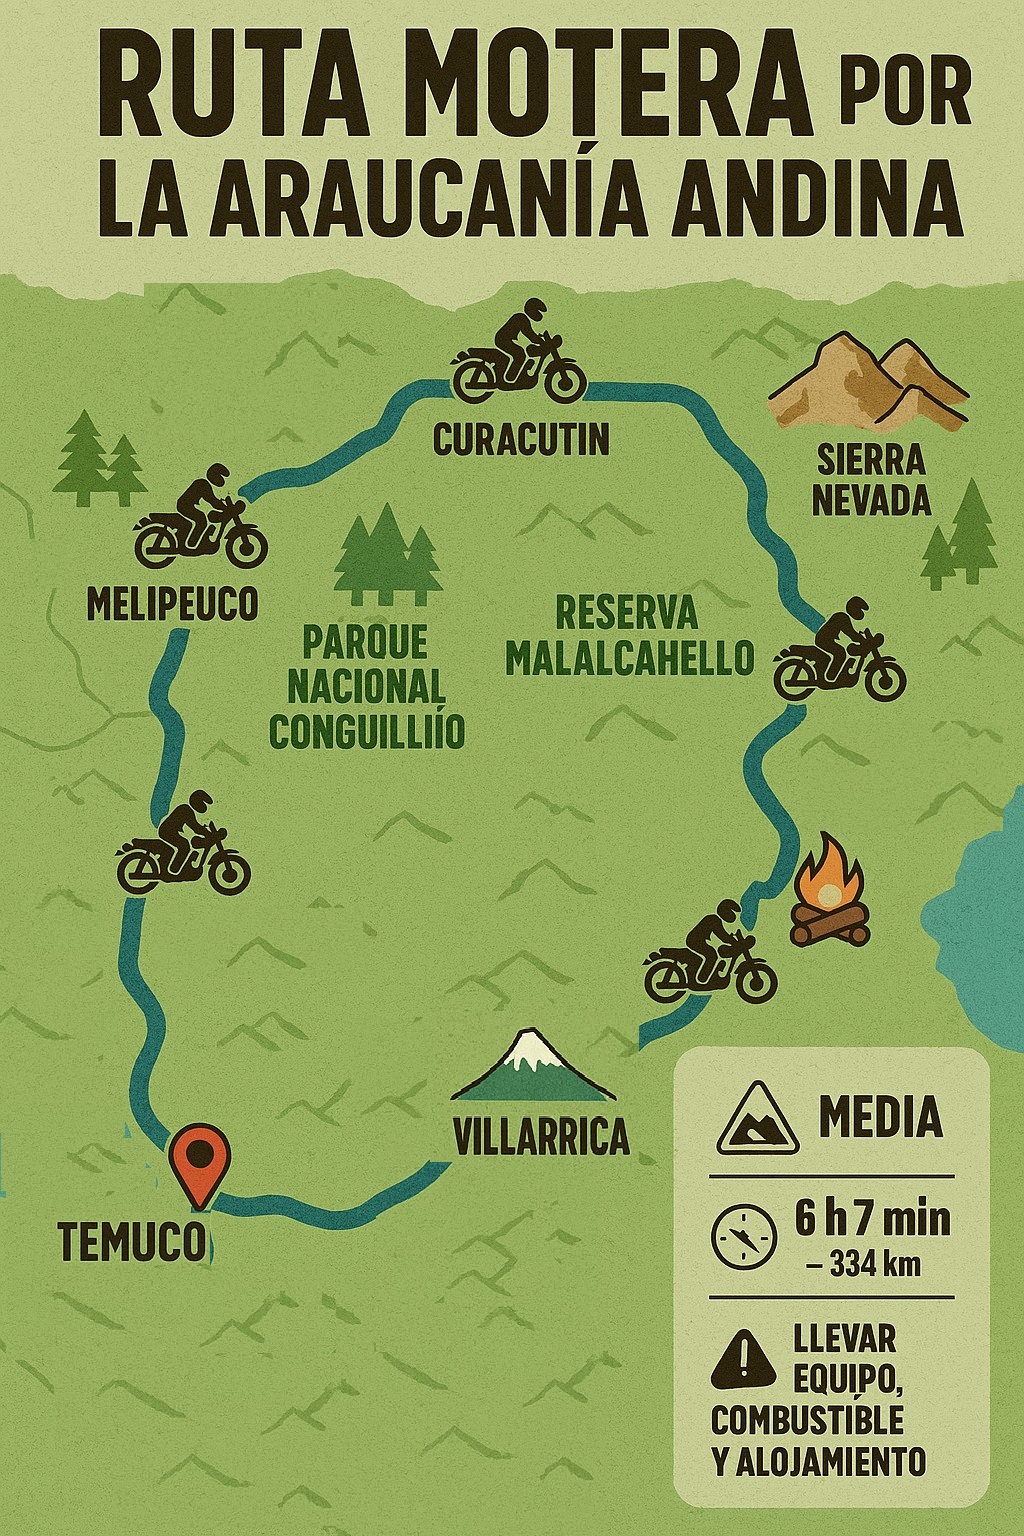 RUTA MOTERA POR
LA ARAUCANÍA ANDINA
CURACUTIN
SIERRA
NEVADA
MELIPEUCO
PARQUE
NACIONAL
CONGUILLIÍO
RESERVA
MALALCAHELLO
VILLARRICA
TEMUCO
MEDIA
6 h 7 min
– 334 km
LLEVAR
EQUIPO,
COMBUSTÍBLE
Y ALOJAMIENTO